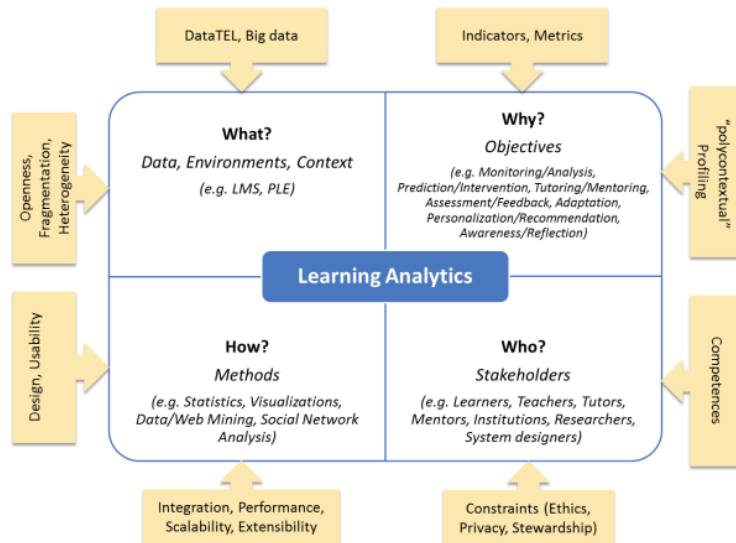 DataTEL, Big data
Indicators, Metrics
Openness,
Fragmentation,
Heterogeneity
What?
Data, Environments, Context
(e.g. LMS, PLE)
Why?
Objectives
(e.g. Monitoring/Analysis,
Prediction/Intervention, Tutoring/Mentoring,
Assessment/Feedback, Adaptation,
Personalization/Recommendation,
Awareness/Reflection)
“polycontextual”
Profiling
Learning Analytics
Design, Usability
How?
Methods
(e.g. Statistics, Visualizations,
Data/Web Mining, Social Network
Analysis)
Who?
Stakeholders
(e.g. Learners, Teachers, Tutors,
Mentors, Institutions, Researchers,
System designers)
Competences
Integration, Performance,
Scalability, Extensibility
Constraints (Ethics,
Privacy, Stewardship)